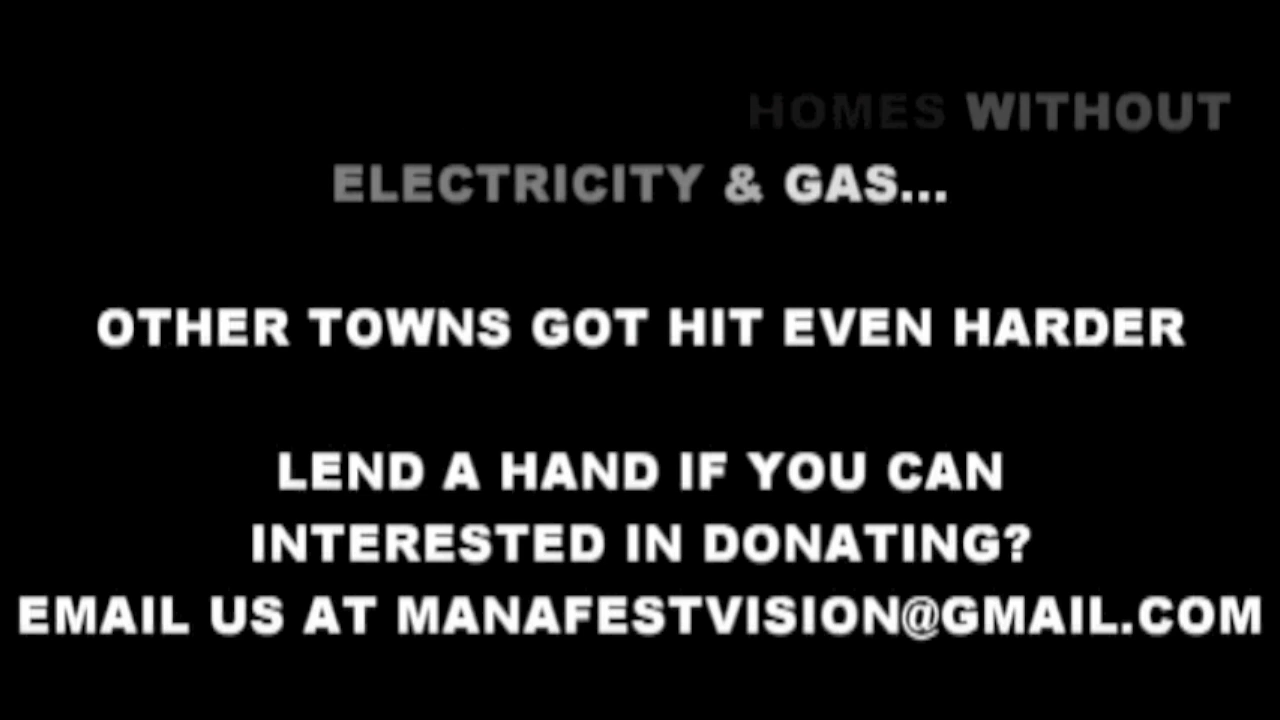 HOMES WITHOUT
ELECTRICITY & GAS...
OTHER TOWNS GOT HIT EVEN HARDER
LEND A HAND IF YOU CAN
INTERESTED IN DONATING?
EMAIL US AT MANAFESTVISION@GMAIL.COM